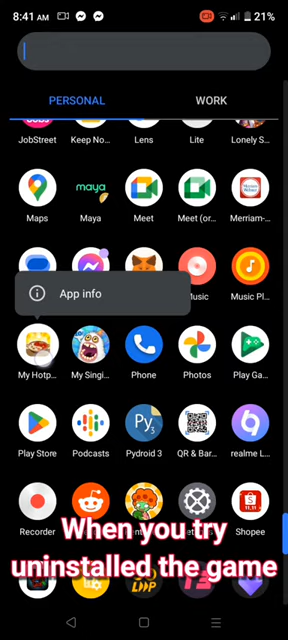 8:41 AM 21%
PERSONAL WORK
JobStreet Keep No... Lens Lite Lonely S...
Maps Maya Meet Meet (or... Merriam-...
maya
App info
Music Pl...
My Hotp... My Singi... Phone Photos Play Ga...
Play Store Podcasts Pydroid 3 QR & Bar... realme L...
Recorder Shopee
When you try
uninstalled the game